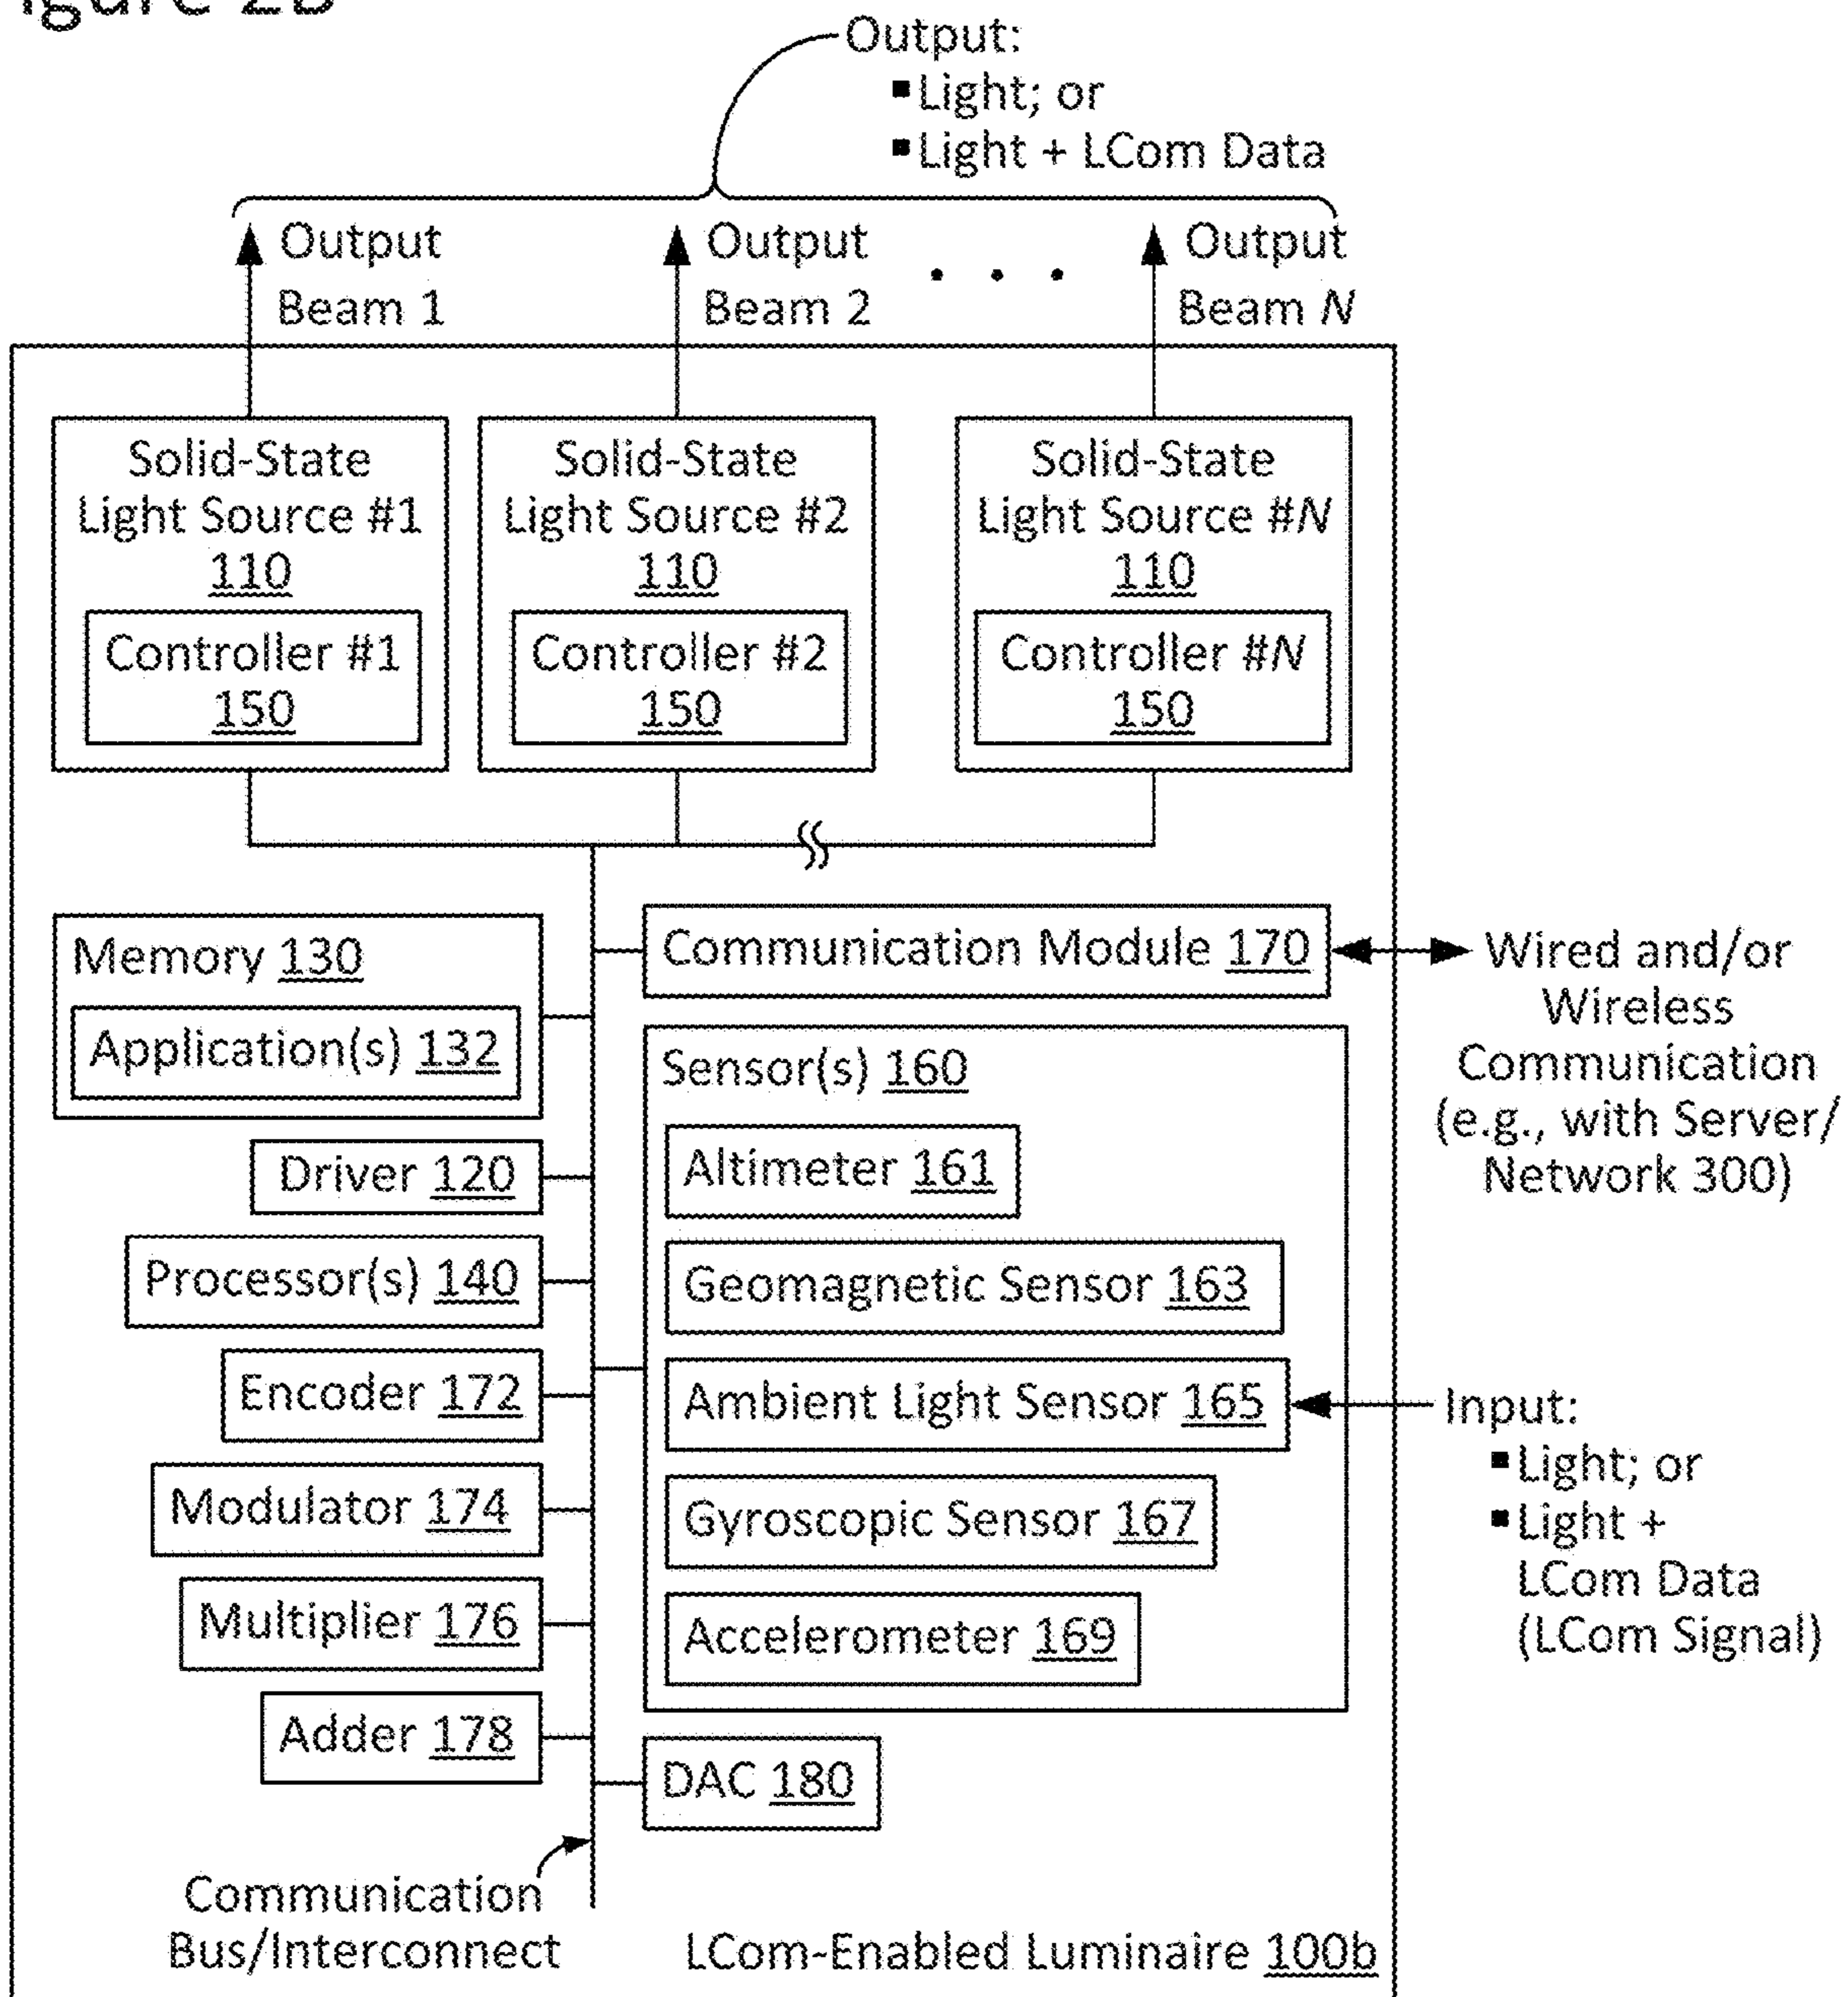 igure 2B
Output:
▪ Light; or
▪ Light + LCom Data
Output
Beam 1
Output
Beam 2
. . .
Output
Beam N
Solid-State
Light Source #1
110
Controller #1
150
Solid-State
Light Source #2
110
Controller #2
150
Solid-State
Light Source #N
110
Controller #N
150
Memory 130
Application(s) 132
Driver 120
Processor(s) 140
Encoder 172
Modulator 174
Multiplier 176
Adder 178
Communication Module 170
Wired and/or
Wireless
Communication
(e.g., with Server/
Network 300)
Sensor(s) 160
Altimeter 161
Geomagnetic Sensor 163
Ambient Light Sensor 165
Gyroscopic Sensor 167
Accelerometer 169
Input:
▪ Light; or
▪ Light +
LCom Data
(LCom Signal)
DAC 180
Communication
Bus/Interconnect
LCom-Enabled Luminaire 100b